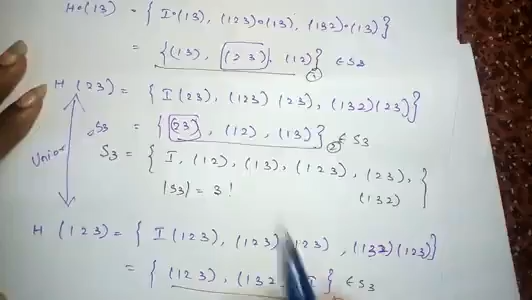 H∘(13) = { I∘(13), (123)∘(13), (132)∘(13)}
= {(13), (23), (12)} ∈ S3
①
H(23) = { I(23), (123)(23), (132)(23)}
= {(23), (12), (13)} ∈ S3
②
S3
Union
S3 = { I, (12), (13), (123), (23), (132) }
|S3| = 3!
H(123) = { I(123), (123)(123), (132)(123)}
= { (123), (132 I } ∈ S3